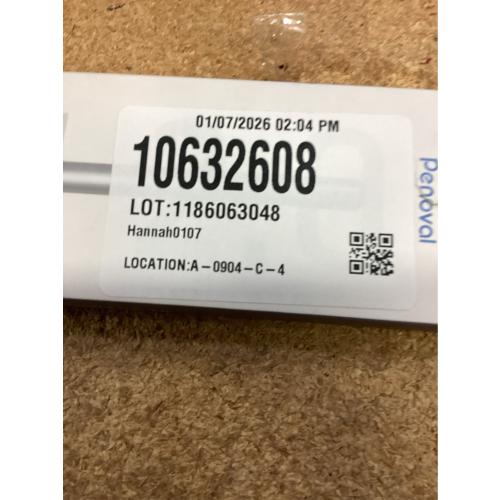 01/07/2026 02:04 PM
10632608
LOT:1186063048
Hannah0107
LOCATION:A-0904-C-4
Penoval